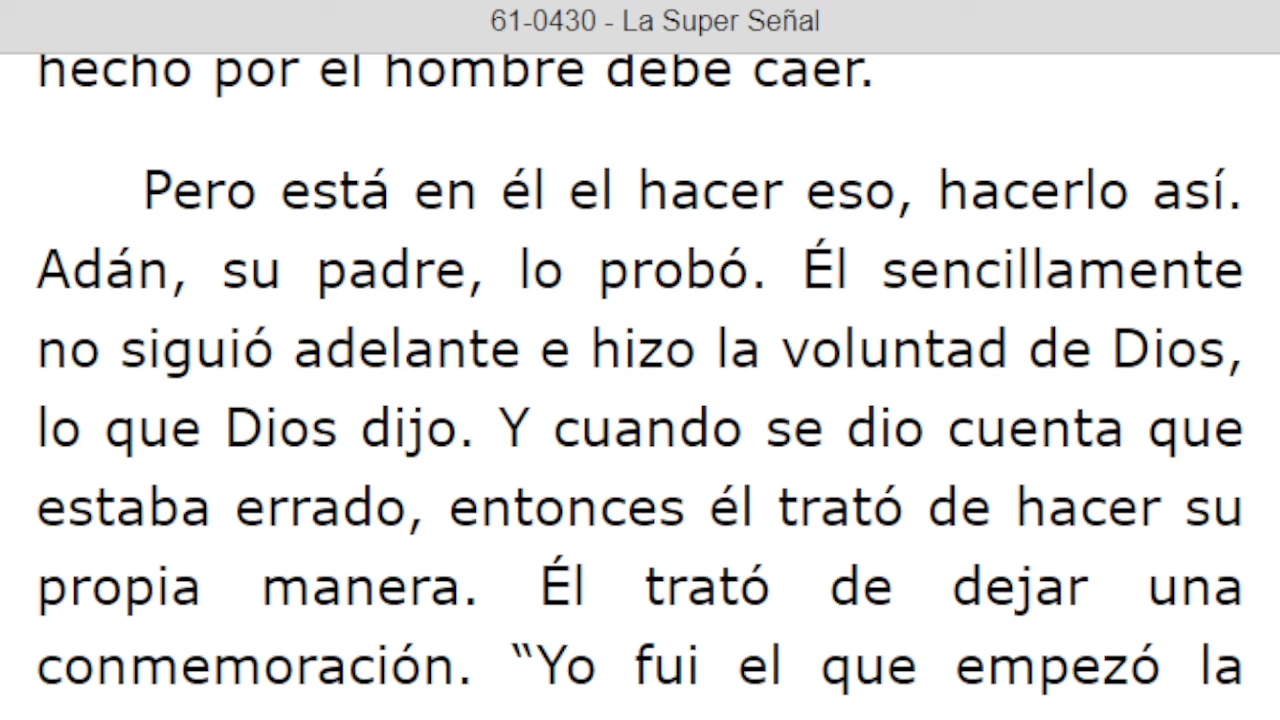 61-0430 - La Super Señal
hecho por el hombre debe caer.
Pero está en él el hacer eso, hacerlo así.
Adán, su padre, lo probó. Él sencillamente
no siguió adelante e hizo la voluntad de Dios,
lo que Dios dijo. Y cuando se dio cuenta que
estaba errado, entonces él trató de hacer su
propia manera. Él trató de dejar una
conmemoración. “Yo fui el que empezó la